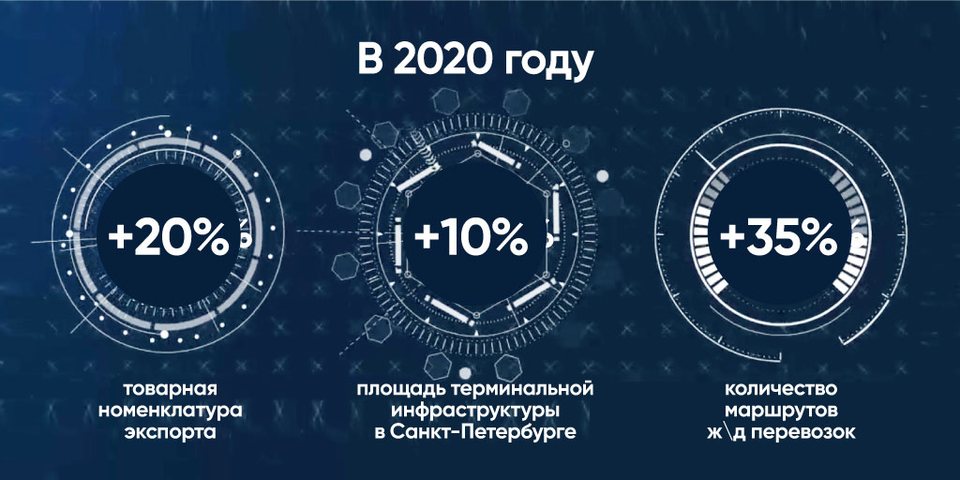 В 2020 году
+20%
+10%
+35%
товарная
номенклатура
экспорта
площадь терминальной
инфраструктуры
в Санкт-Петербурге
количество
маршрутов
ж\д перевозок